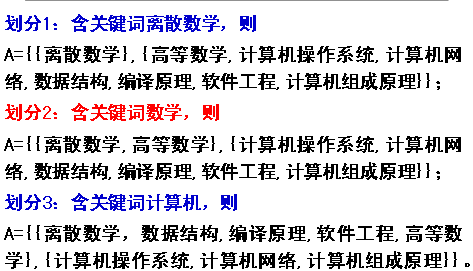 划分1：含关键词离散数学，则
A={{离散数学},{高等数学,计算机操作系统,计算机网
络,数据结构,编译原理,软件工程,计算机组成原理}}；
划分2：含关键词数学，则
A={{离散数学,高等数学},{计算机操作系统,计算机网
络,数据结构,编译原理,软件工程,计算机组成原理}}；
划分3：含关键词计算机，则
A={{离散数学，数据结构,编译原理,软件工程,高等数
学},{计算机操作系统,计算机网络,计算机组成原理}}。